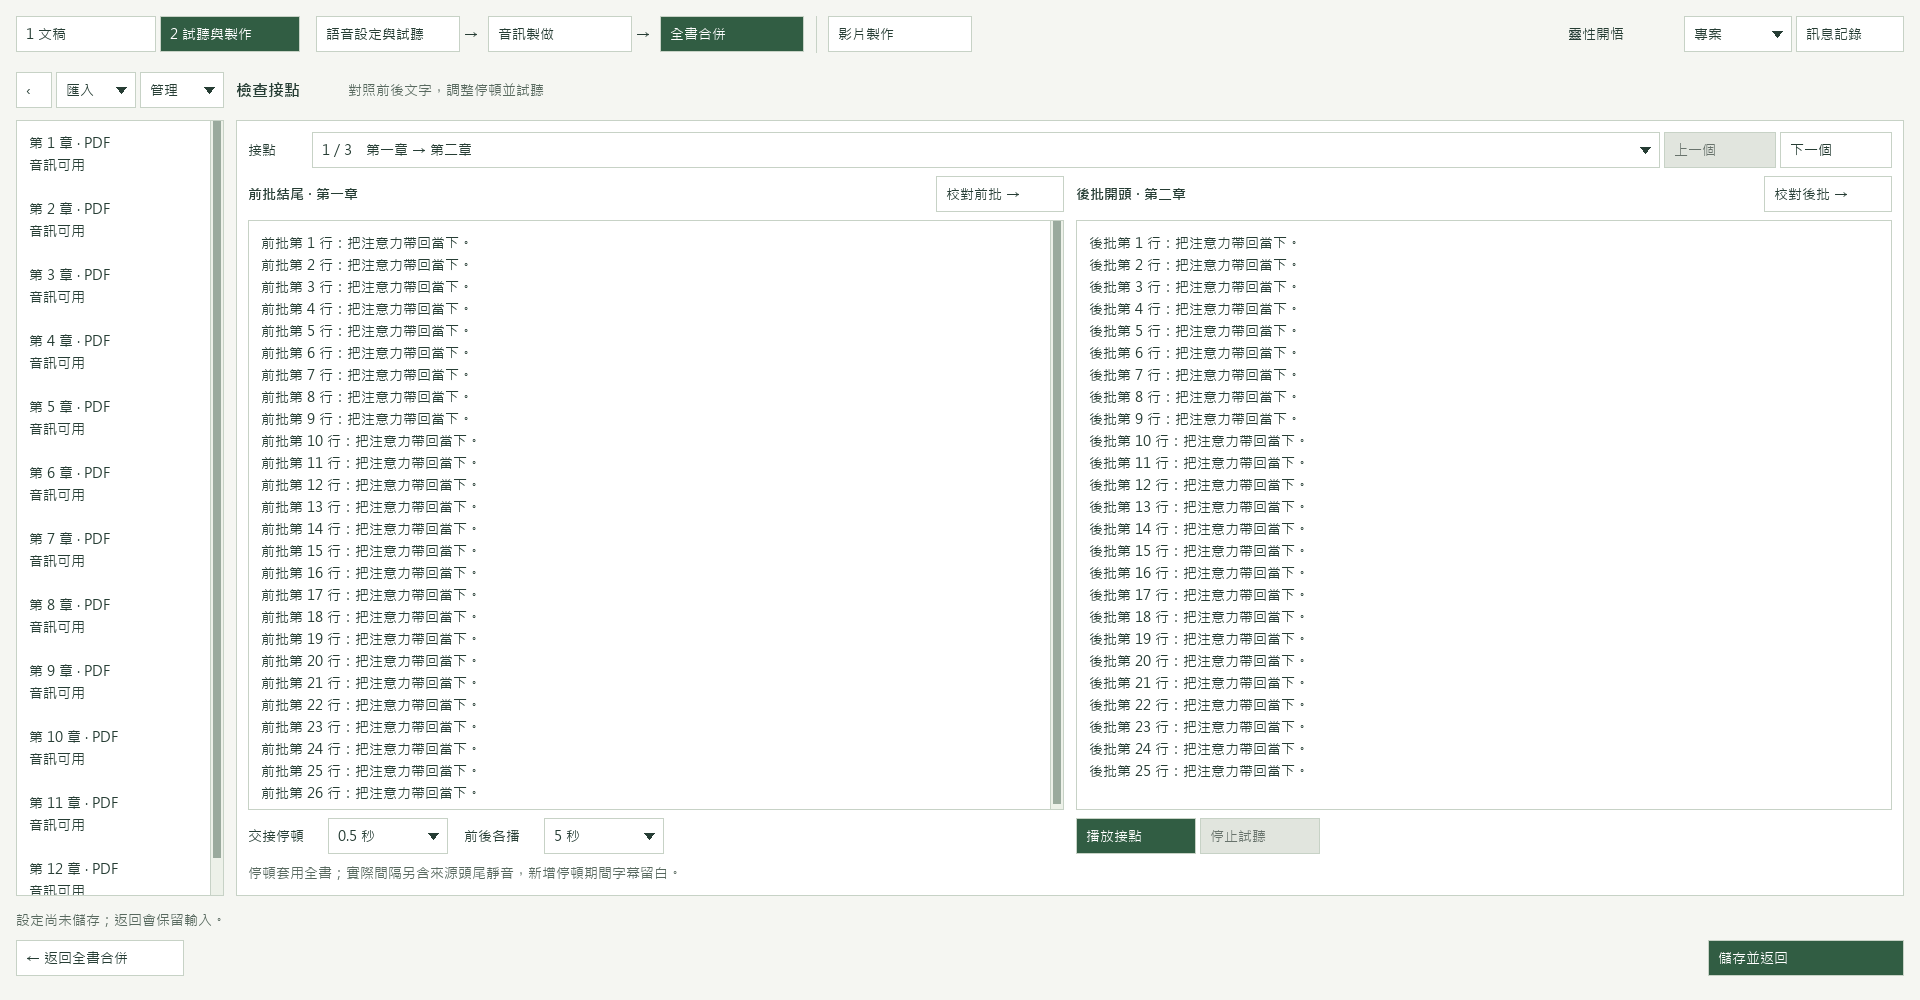 1 文稿
2 試聽與製作
語音設定與試聽
→
音訊製做
→
全書合併
影片製作
靈性開悟
專案
訊息記錄
‹
匯入
管理
檢查接點
對照前後文字，調整停頓並試聽
第 1 章 · PDF
音訊可用
第 2 章 · PDF
音訊可用
第 3 章 · PDF
音訊可用
第 4 章 · PDF
音訊可用
第 5 章 · PDF
音訊可用
第 6 章 · PDF
音訊可用
第 7 章 · PDF
音訊可用
第 8 章 · PDF
音訊可用
第 9 章 · PDF
音訊可用
第 10 章 · PDF
音訊可用
第 11 章 · PDF
音訊可用
第 12 章 · PDF
音訊可用
接點
1 / 3 第一章 → 第二章
上一個
下一個
前批結尾 · 第一章
校對前批 →
前批第 1 行：把注意力帶回當下。
前批第 2 行：把注意力帶回當下。
前批第 3 行：把注意力帶回當下。
前批第 4 行：把注意力帶回當下。
前批第 5 行：把注意力帶回當下。
前批第 6 行：把注意力帶回當下。
前批第 7 行：把注意力帶回當下。
前批第 8 行：把注意力帶回當下。
前批第 9 行：把注意力帶回當下。
前批第 10 行：把注意力帶回當下。
前批第 11 行：把注意力帶回當下。
前批第 12 行：把注意力帶回當下。
前批第 13 行：把注意力帶回當下。
前批第 14 行：把注意力帶回當下。
前批第 15 行：把注意力帶回當下。
前批第 16 行：把注意力帶回當下。
前批第 17 行：把注意力帶回當下。
前批第 18 行：把注意力帶回當下。
前批第 19 行：把注意力帶回當下。
前批第 20 行：把注意力帶回當下。
前批第 21 行：把注意力帶回當下。
前批第 22 行：把注意力帶回當下。
前批第 23 行：把注意力帶回當下。
前批第 24 行：把注意力帶回當下。
前批第 25 行：把注意力帶回當下。
前批第 26 行：把注意力帶回當下。
後批開頭 · 第二章
校對後批 →
後批第 1 行：把注意力帶回當下。
後批第 2 行：把注意力帶回當下。
後批第 3 行：把注意力帶回當下。
後批第 4 行：把注意力帶回當下。
後批第 5 行：把注意力帶回當下。
後批第 6 行：把注意力帶回當下。
後批第 7 行：把注意力帶回當下。
後批第 8 行：把注意力帶回當下。
後批第 9 行：把注意力帶回當下。
後批第 10 行：把注意力帶回當下。
後批第 11 行：把注意力帶回當下。
後批第 12 行：把注意力帶回當下。
後批第 13 行：把注意力帶回當下。
後批第 14 行：把注意力帶回當下。
後批第 15 行：把注意力帶回當下。
後批第 16 行：把注意力帶回當下。
後批第 17 行：把注意力帶回當下。
後批第 18 行：把注意力帶回當下。
後批第 19 行：把注意力帶回當下。
後批第 20 行：把注意力帶回當下。
後批第 21 行：把注意力帶回當下。
後批第 22 行：把注意力帶回當下。
後批第 23 行：把注意力帶回當下。
後批第 24 行：把注意力帶回當下。
後批第 25 行：把注意力帶回當下。
交接停頓
0.5 秒
前後各播
5 秒
播放接點
停止試聽
停頓套用全書；實際間隔另含來源頭尾靜音，新增停頓期間字幕留白。
設定尚未儲存；返回會保留輸入。
← 返回全書合併
儲存並返回